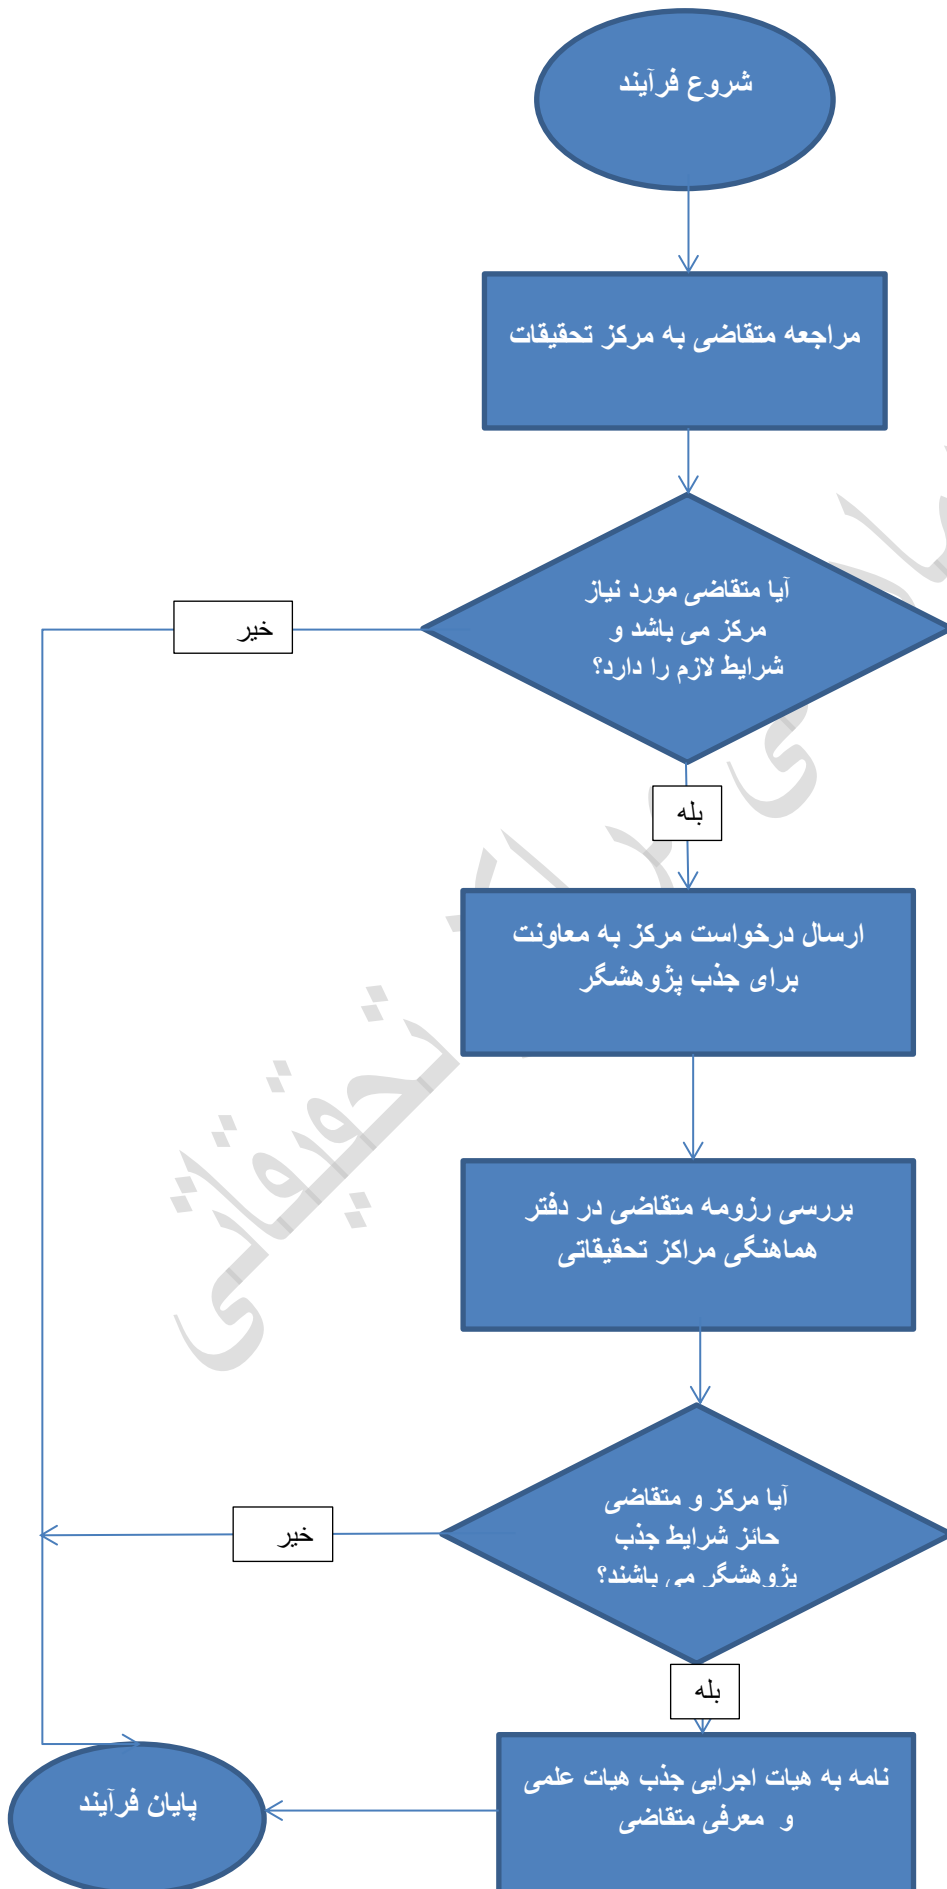 شروع فرآیند
مراجعه متقاضی به مرکز تحقیقات
آیا متقاضی مورد نیاز
مرکز می باشد و
شرایط لازم را دارد؟
خیر
بله
ارسال درخواست مرکز به معاونت
برای جذب پژوهشگر
بررسی رزومه متقاضی در دفتر
هماهنگی مراکز تحقیقاتی
آیا مرکز و متقاضی
حائز شرایط جذب
پژوهشگر می باشند؟
خیر
بله
نامه به هیات اجرایی جذب هیات علمی
و معرفی متقاضی
پایان فرآیند
تحقیقاتی